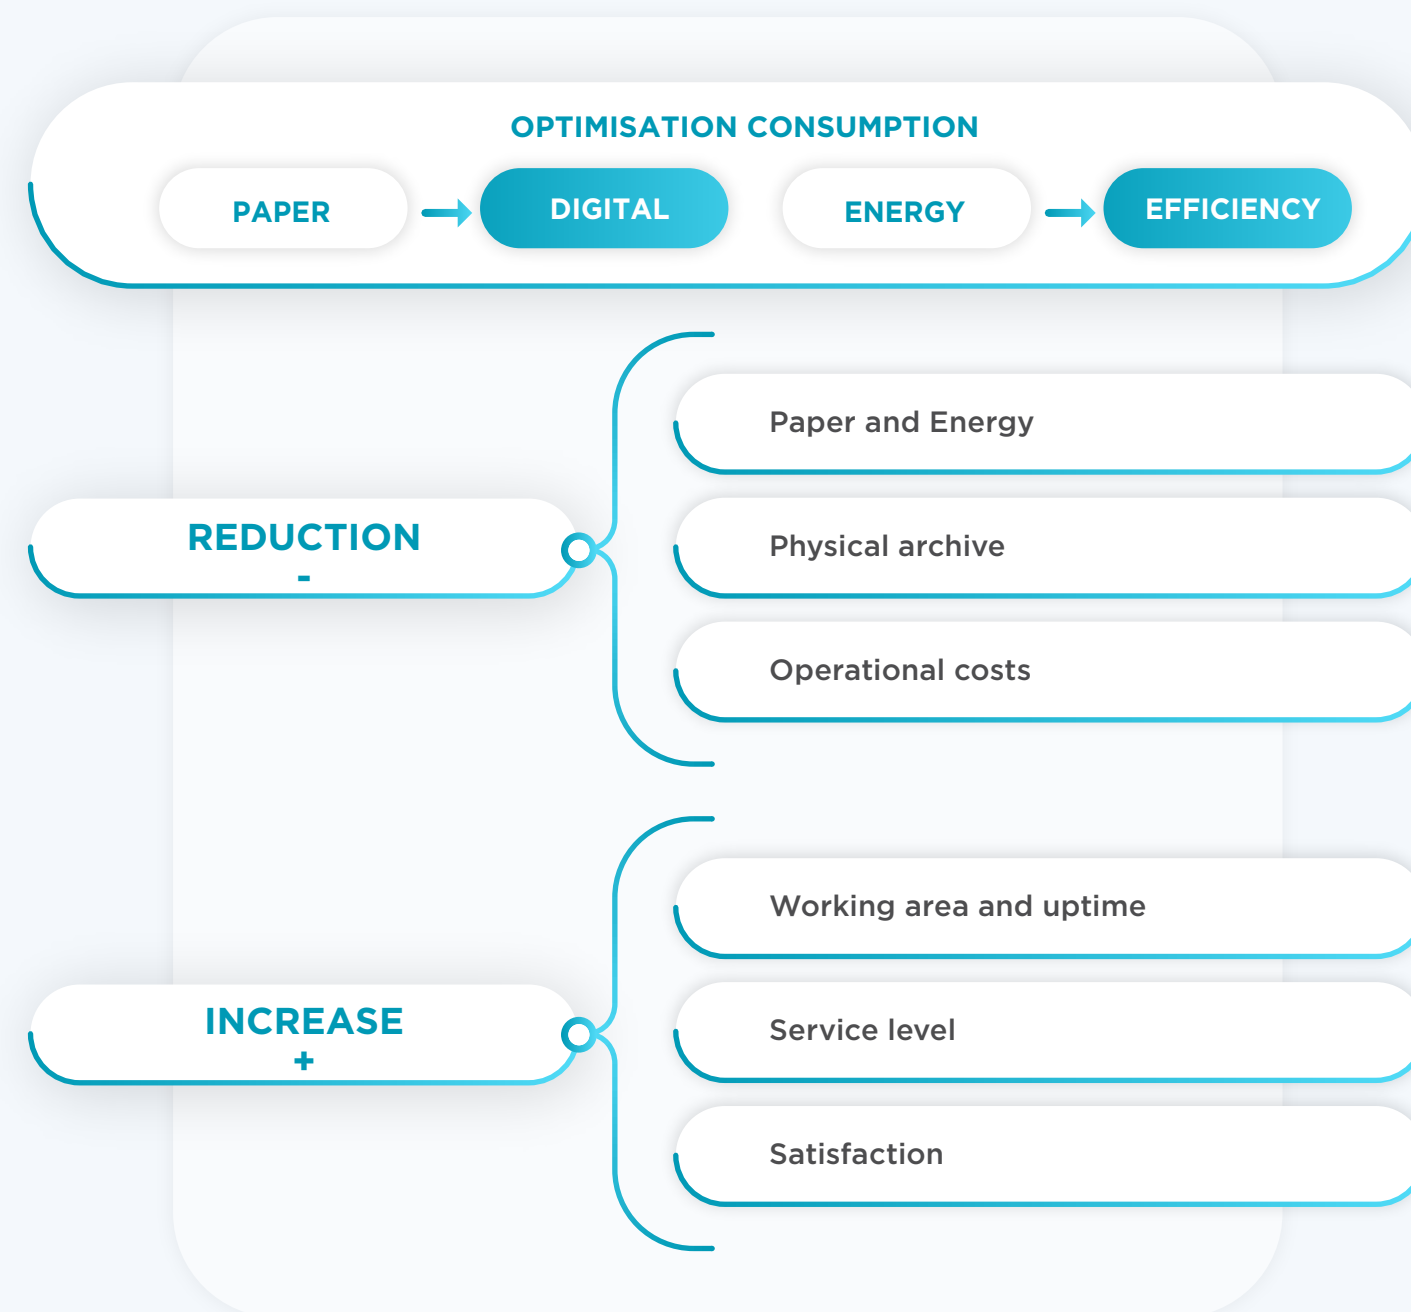 OPTIMISATION CONSUMPTION
PAPER DIGITAL ENERGY EFFICIENCY
REDUCTION
-
Paper and Energy
Physical archive
Operational costs
INCREASE
+
Working area and uptime
Service level
Satisfaction